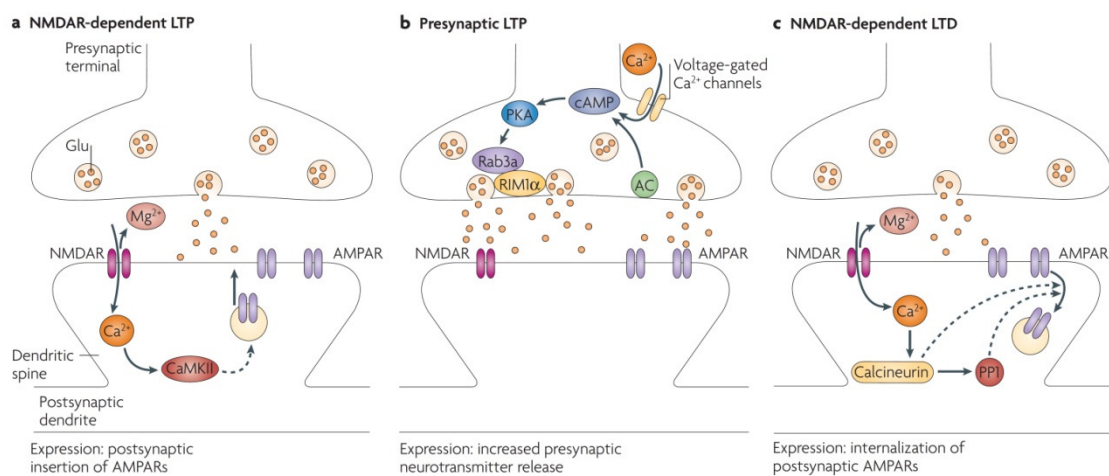 a NMDAR-dependent LTP
Presynaptic
terminal
Glu
Mg²⁺
NMDAR
AMPAR
Ca²⁺
Dendritic
spine
CaMKII
Postsynaptic
dendrite
Expression: postsynaptic
insertion of AMPARs
b Presynaptic LTP
Ca²⁺
Voltage-gated
Ca²⁺ channels
cAMP
PKA
Rab3a
RIM1α
AC
NMDAR
AMPAR
Expression: increased presynaptic
neurotransmitter release
c NMDAR-dependent LTD
Mg²⁺
NMDAR
AMPAR
Ca²⁺
Calcineurin
PP1
Expression: internalization of
postsynaptic AMPARs